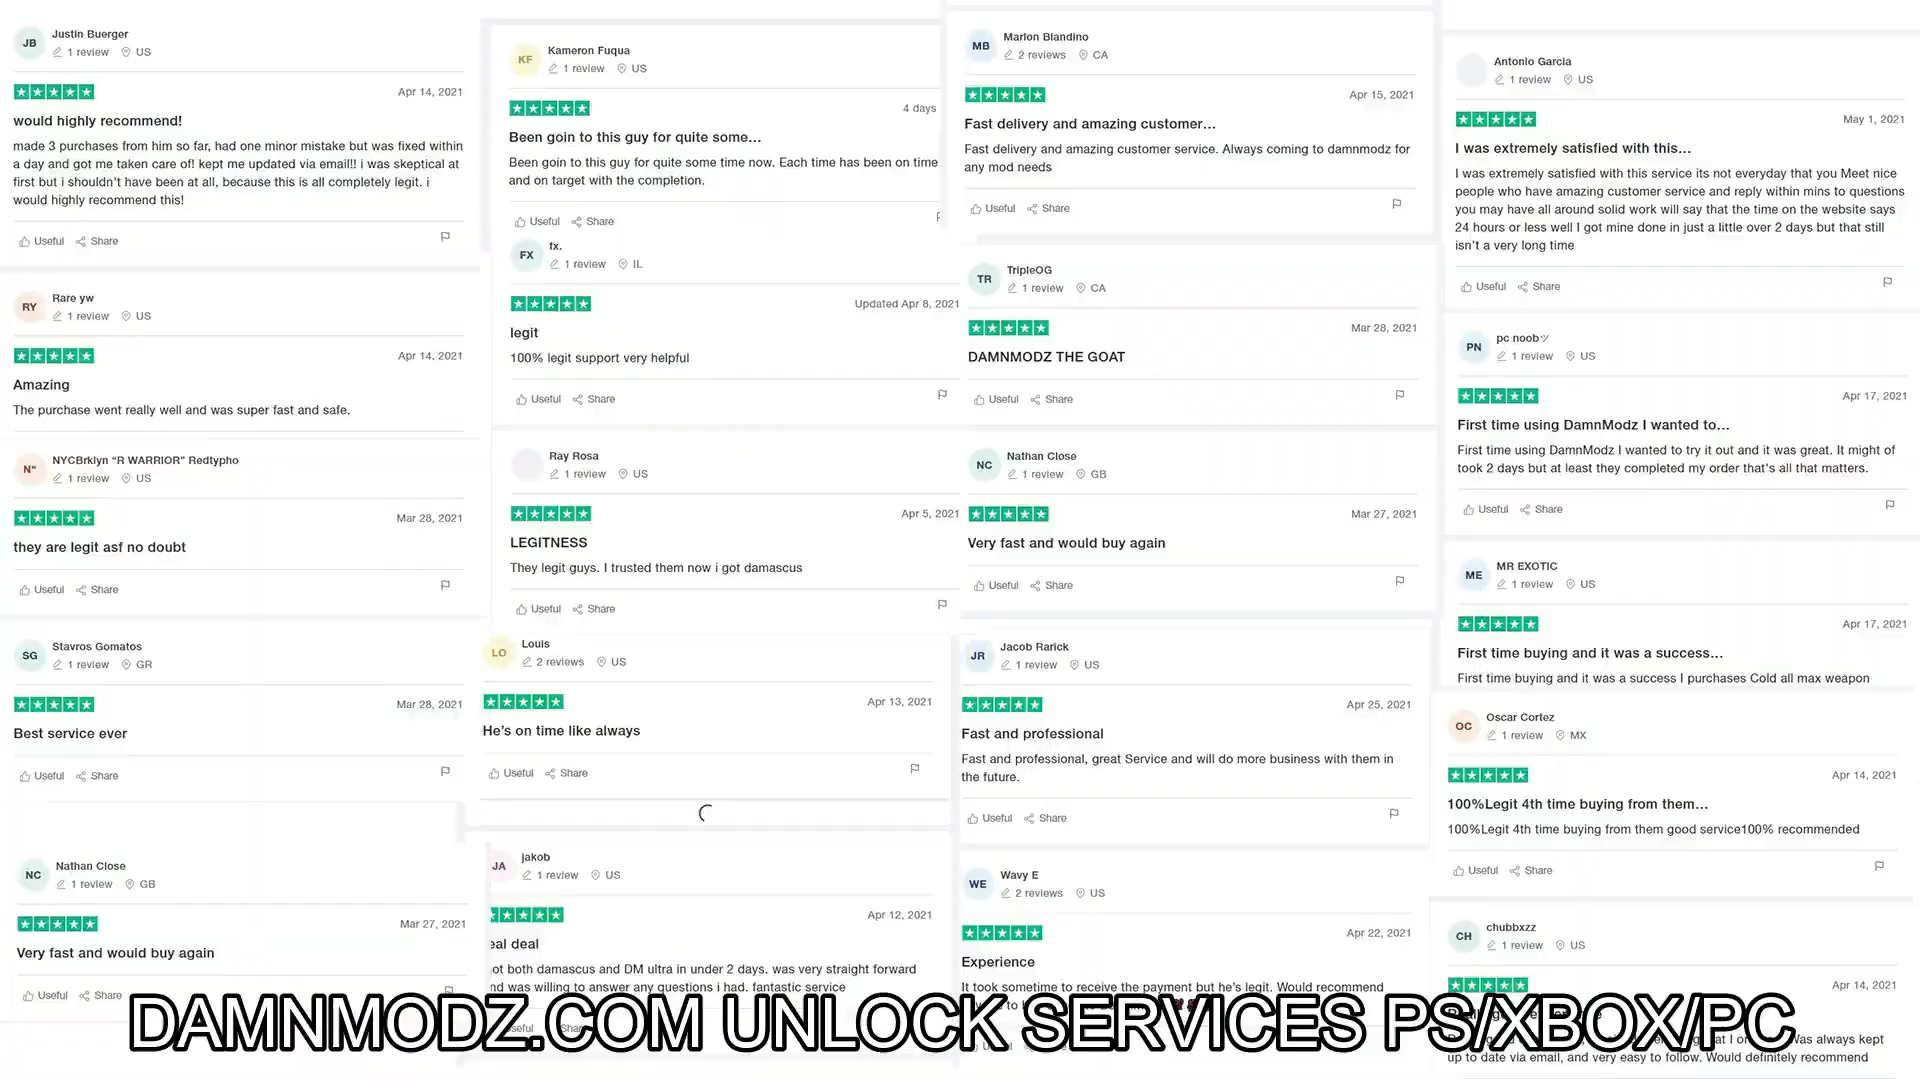 Justin Buerger
1 review US
Apr 14, 2021
would highly recommend!
made 3 purchases from him so far, had one minor mistake but was fixed within
a day and got me taken care of! kept me updated via email!! i was skeptical at
first but i shouldn't have been at all, because this is all completely legit. i
would highly recommend this!
Useful Share
RY
Rare yw
1 review US
Apr 14, 2021
Amazing
The purchase went really well and was super fast and safe.
N"
NYCBrklyn “R WARRIOR” Redtypho
1 review US
Mar 28, 2021
they are legit asf no doubt
Useful Share
SG
Stavros Gomatos
1 review GR
Mar 28, 2021
Best service ever
Useful Share
NC
Nathan Close
1 review GB
Mar 27, 2021
Very fast and would buy again
Useful Share
KF
Kameron Fuqua
1 review US
4 days
Been goin to this guy for quite some...
Been goin to this guy for quite some time now. Each time has been on time
and on target with the completion.
Useful Share
FX
fx.
1 review IL
Updated Apr 8, 2021
legit
100% legit support very helpful
Useful Share
Ray Rosa
1 review US
Apr 5, 2021
LEGITNESS
They legit guys. I trusted them now i got damascus
Useful Share
LO
Louis
2 reviews US
Apr 13, 2021
He's on time like always
Useful Share
JA
jakob
1 review US
Apr 12, 2021
eal deal
ot both damascus and DM ultra in under 2 days. was very straight forward
nd was willing to answer any questions i had. fantastic service
MB
Marlon Blandino
2 reviews CA
Apr 15, 2021
Fast delivery and amazing customer...
Fast delivery and amazing customer service. Always coming to damnmodz for
any mod needs
Useful Share
TR
TripleOG
1 review CA
Mar 28, 2021
DAMNMODZ THE GOAT
Useful Share
NC
Nathan Close
1 review GB
Mar 27, 2021
Very fast and would buy again
Useful Share
JR
Jacob Rarick
1 review US
Apr 25, 2021
Fast and professional
Fast and professional, great Service and will do more business with them in
the future.
Useful Share
WE
Wavy E
2 reviews US
Apr 22, 2021
Experience
It took sometime to receive the payment but he's legit. Would recommend
Antonio Garcia
1 review US
May 1, 2021
I was extremely satisfied with this...
I was extremely satisfied with this service its not everyday that you Meet nice
people who have amazing customer service and reply within mins to questions
you may have all around solid work will say that the time on the website says
24 hours or less well I got mine done in just a little over 2 days but that still
isn't a very long time
Useful Share
PN
pc noobツ
1 review US
Apr 17, 2021
First time using DamnModz I wanted to...
First time using DamnModz I wanted to try it out and it was great. It might of
took 2 days but at least they completed my order that's all that matters.
Useful Share
ME
MR EXOTIC
1 review US
Apr 17, 2021
First time buying and it was a success...
First time buying and it was a success I purchases Cold all max weapon
OC
Oscar Cortez
1 review MX
Apr 14, 2021
100%Legit 4th time buying from them...
100%Legit 4th time buying from them good service100% recommended
Useful Share
CH
chubbxzz
1 review US
Apr 14, 2021
Was always kept
up to date via email, and very easy to follow. Would definitely recommend
JB
DAMNMODZ.COM UNLOCK SERVICES PS/XBOX/PC